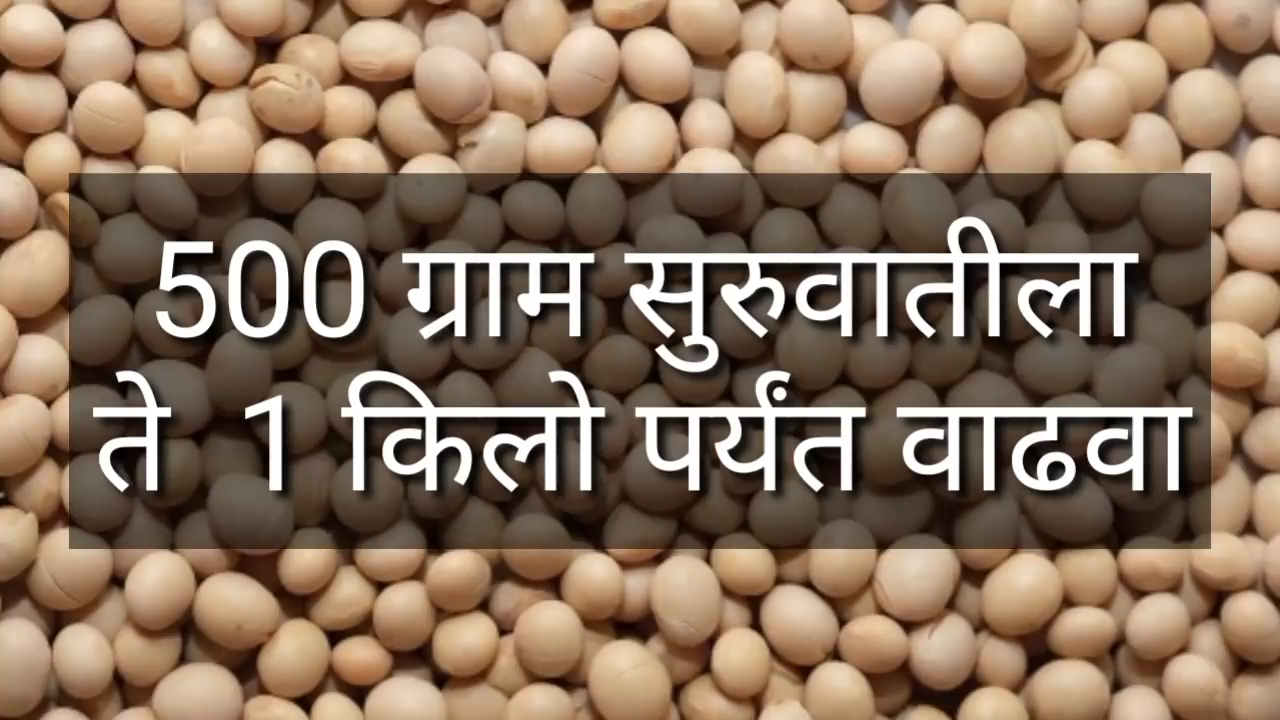 500 ग्राम सुरुवातीला
ते 1 किलो पर्यंत वाढवा